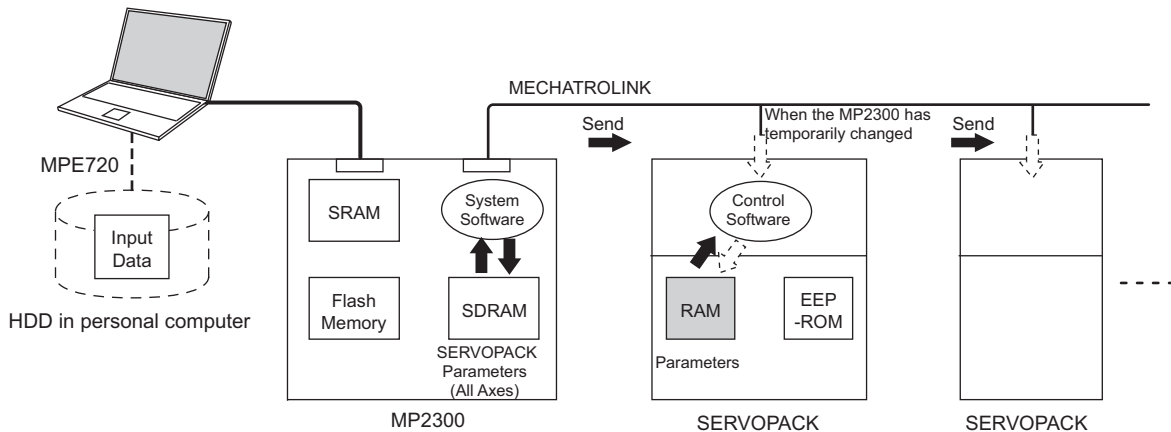 MPE720
Input
Data
HDD in personal computer
MECHATROLINK
SRAM
System
Software
Flash
Memory
SDRAM
SERVOPACK
Parameters
(All Axes)
MP2300
Send
When the MP2300 has
temporarily changed
Control
Software
RAM
EEP
-ROM
Parameters
SERVOPACK
Send
SERVOPACK